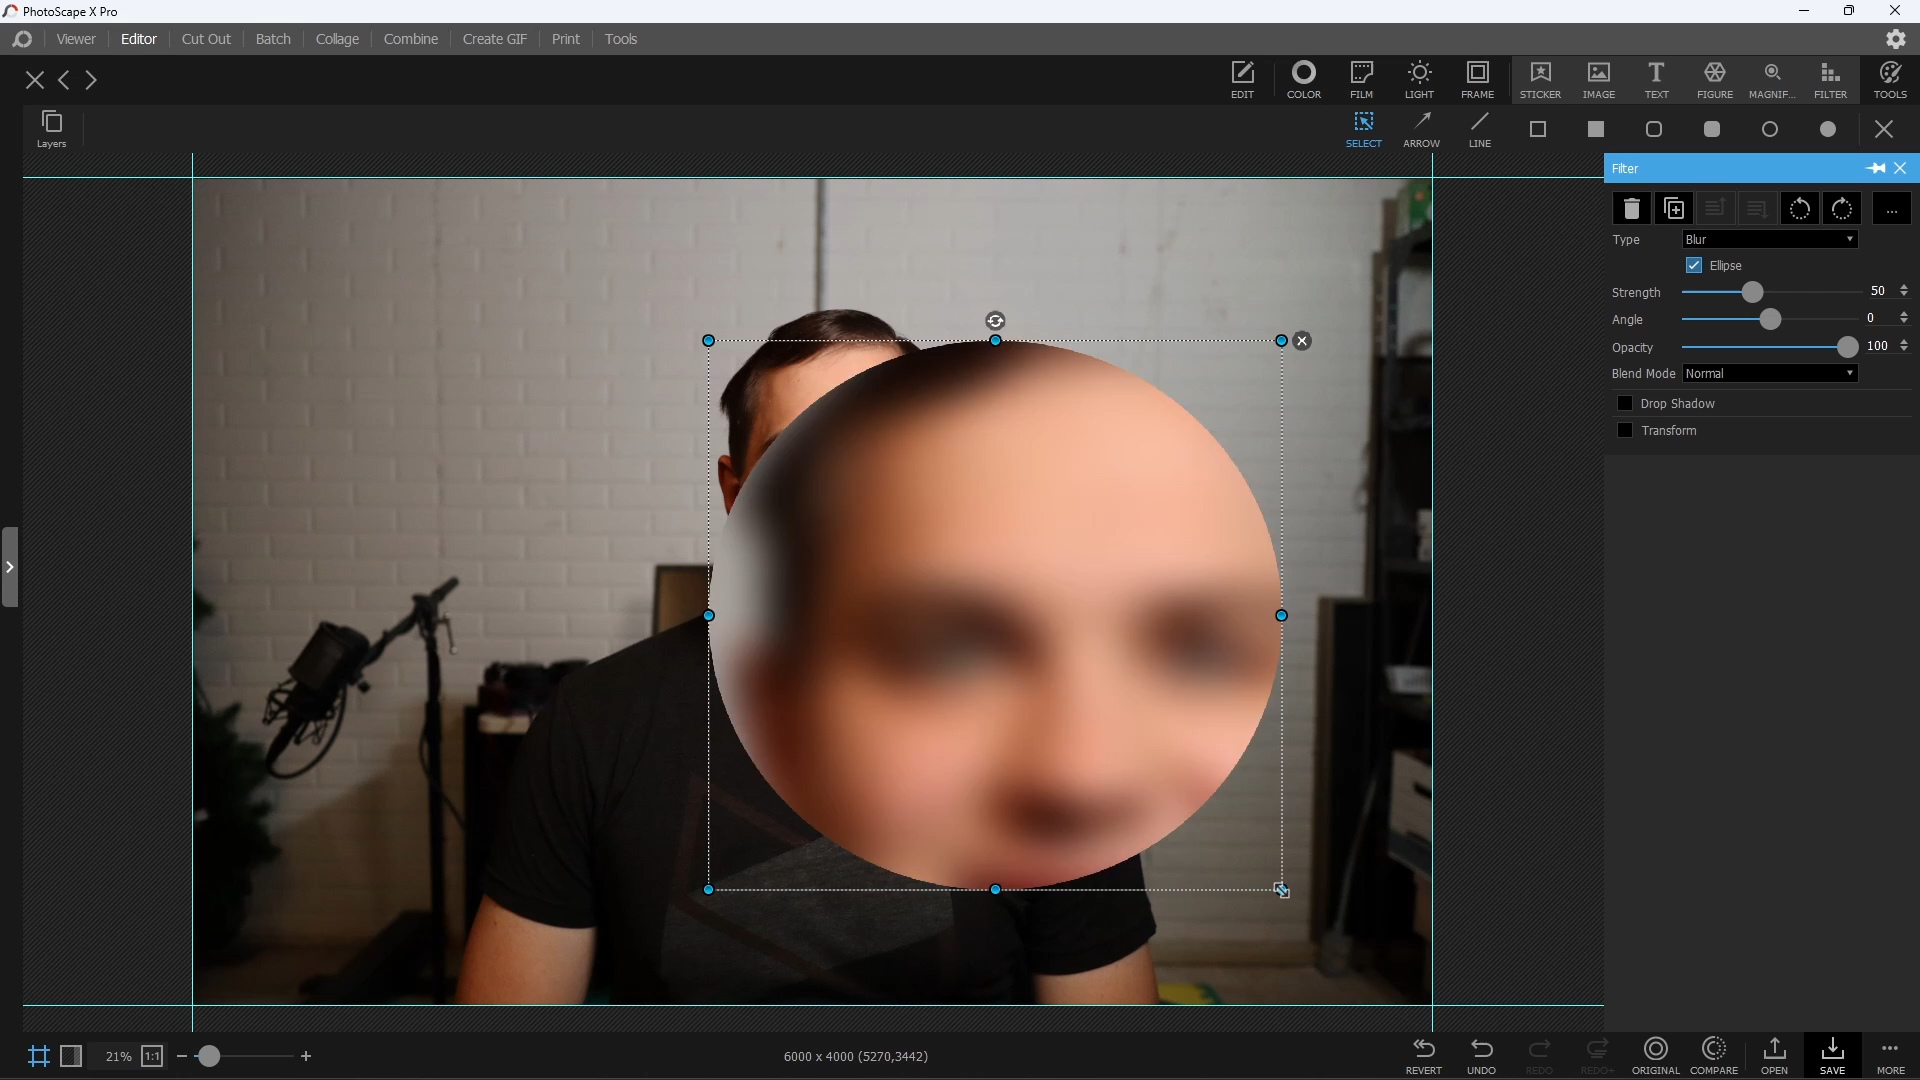 PhotoScape X Pro
Viewer Editor Cut Out Batch Collage Combine Create GIF Print Tools
EDIT COLOR FILM LIGHT FRAME STICKER IMAGE TEXT FIGURE MAGNIF... FILTER TOOLS
Layers SELECT ARROW LINE
Filter
...
Type Blur
Ellipse
Strength 50
Angle 0
Opacity 100
Blend Mode Normal
Drop Shadow
Transform
21% 1:1 6000 x 4000 (5270,3442)
REVERT UNDO REDO REDO+ ORIGINAL COMPARE OPEN SAVE MORE